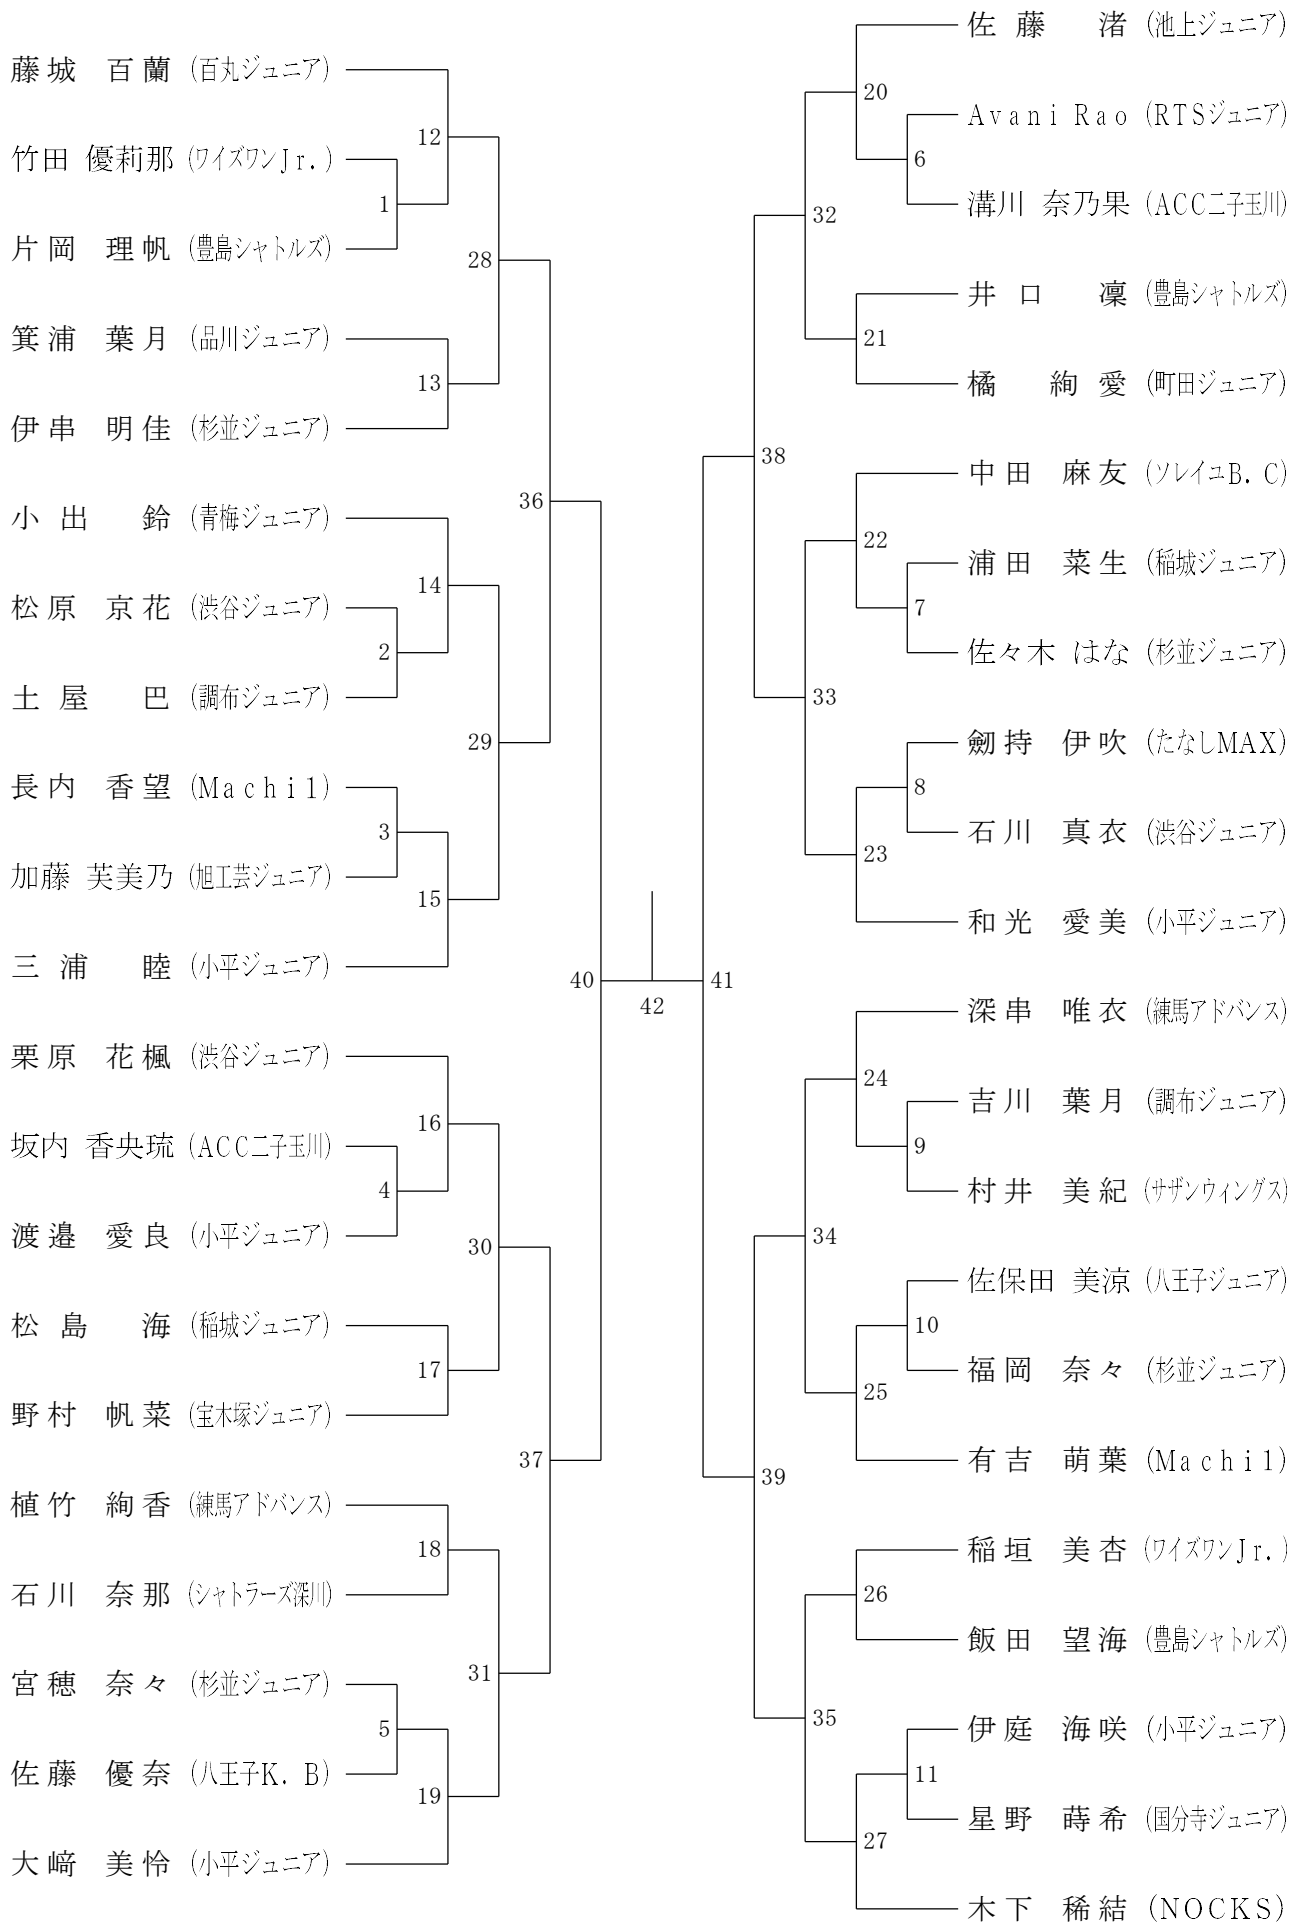 藤城 百蘭 (百丸ジュニア)
竹田 優莉那 (ワイズワンJr.)
片岡 理帆 (豊島シャトルズ)
箕浦 葉月 (品川ジュニア)
伊串 明佳 (杉並ジュニア)
小出 鈴 (青梅ジュニア)
松原 京花 (渋谷ジュニア)
土屋 巴 (調布ジュニア)
長内 香望 (Machi1)
加藤 芙美乃 (旭工芸ジュニア)
三浦 睦 (小平ジュニア)
栗原 花楓 (渋谷ジュニア)
坂内 香央琉 (ACC二子玉川)
渡邉 愛良 (小平ジュニア)
松島 海 (稲城ジュニア)
野村 帆菜 (宝木塚ジュニア)
植竹 絢香 (練馬アドバンス)
石川 奈那 (シャトラーズ深川)
宮穂 奈々 (杉並ジュニア)
佐藤 優奈 (八王子K.B)
大﨑 美怜 (小平ジュニア)
1
2
3
4
5
12
13
14
15
16
17
18
19
28
29
30
31
36
37
40
42
41
38
39
32
33
34
35
20
21
22
23
24
25
26
27
6
7
8
9
10
11
佐藤 渚 (池上ジュニア)
Avani Rao (RTSジュニア)
溝川 奈乃果 (ACC二子玉川)
井口 凜 (豊島シャトルズ)
橘 絢愛 (町田ジュニア)
中田 麻友 (ソレイユB.C)
浦田 菜生 (稲城ジュニア)
佐々木 はな (杉並ジュニア)
劒持 伊吹 (たなしMAX)
石川 真衣 (渋谷ジュニア)
和光 愛美 (小平ジュニア)
深串 唯衣 (練馬アドバンス)
吉川 葉月 (調布ジュニア)
村井 美紀 (サザンウィングス)
佐保田 美涼 (八王子ジュニア)
福岡 奈々 (杉並ジュニア)
有吉 萌葉 (Machi1)
稲垣 美杏 (ワイズワンJr.)
飯田 望海 (豊島シャトルズ)
伊庭 海咲 (小平ジュニア)
星野 蒔希 (国分寺ジュニア)
木下 稀結 (NOCKS)